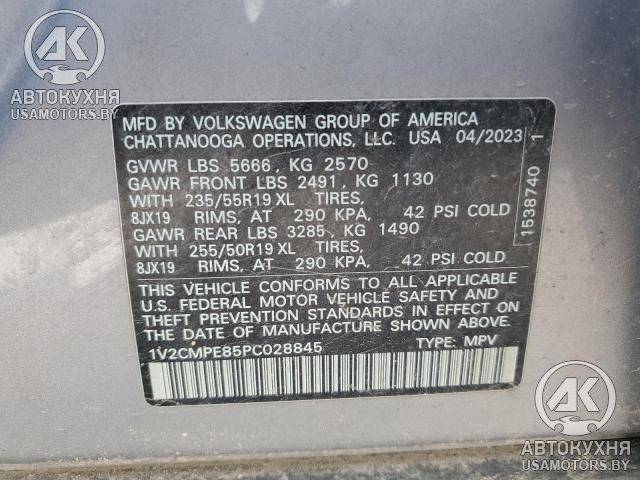 AK
АВТОКУХНЯ
USAMOTORS.BY
MFD BY VOLKSWAGEN GROUP OF AMERICA
CHATTANOOGA OPERATIONS, LLC. USA 04/2023
GVWR LBS 5666, KG 2570
GAWR FRONT LBS 2491, KG 1130
WITH 235/55R19 XL TIRES,
8JX19 RIMS, AT 290 KPA, 42 PSI COLD
GAWR REAR LBS 3285, KG 1490
WITH 255/50R19 XL TIRES,
8JX19 RIMS, AT 290 KPA, 42 PSI COLD
THIS VEHICLE CONFORMS TO ALL APPLICABLE
U.S. FEDERAL MOTOR VEHICLE SAFETY AND
THEFT PREVENTION STANDARDS IN EFFECT ON
THE DATE OF MANUFACTURE SHOWN ABOVE.
1V2CMPE85PC028845 TYPE: MPV
1538740 1
AK
АВТОКУХНЯ
USAMOTORS.BY